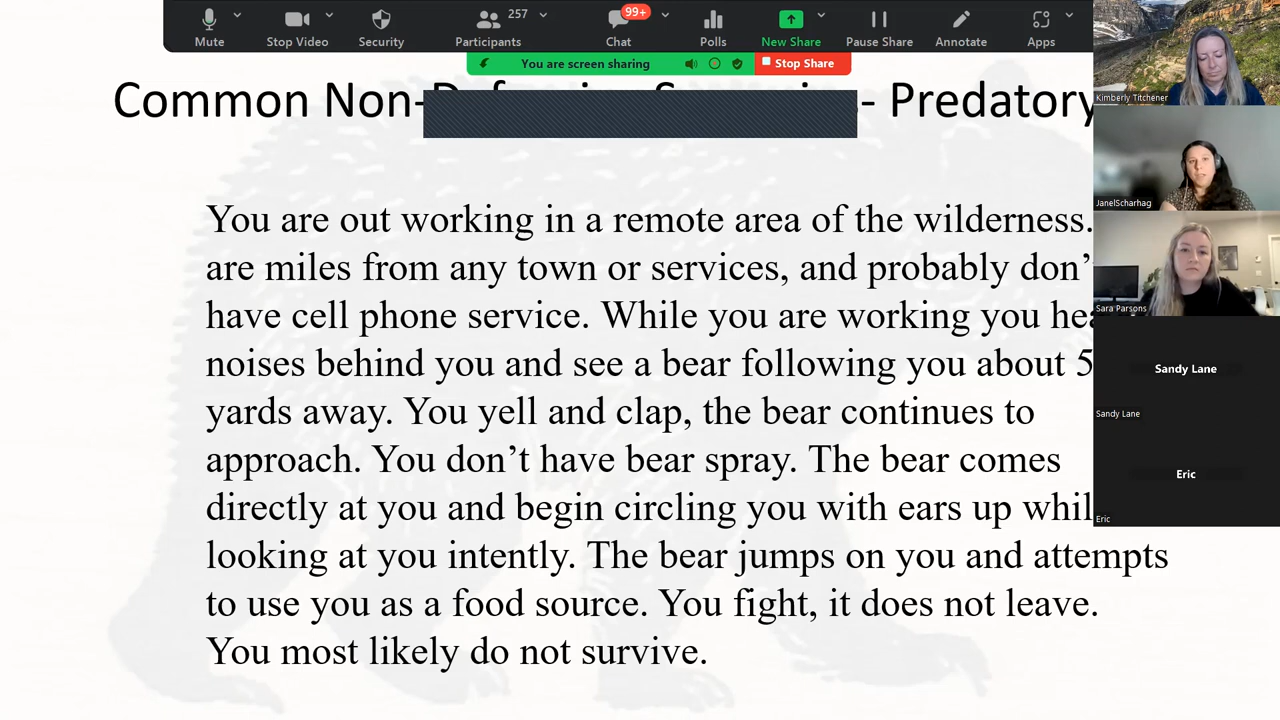 257
99+
Mute
Stop Video
Security
Participants
Chat
Polls
New Share
Pause Share
Annotate
Apps
You are screen sharing
Stop Share
Common Non-
- Predatory
You are out working in a remote area of the wilderness.
are miles from any town or services, and probably don’
have cell phone service. While you are working you
noises behind you and see a bear following you about 5
yards away. You yell and clap, the bear continues to
approach. You don’t have bear spray. The bear comes
directly at you and begin circling you with ears up
looking at you intently. The bear jumps on you and attempts
to use you as a food source. You fight, it does not leave.
You most likely do not survive.
Kimberly Titchener
JanelScharhag
Sara Parsons
Sandy Lane
Sandy Lane
Eric
Eric